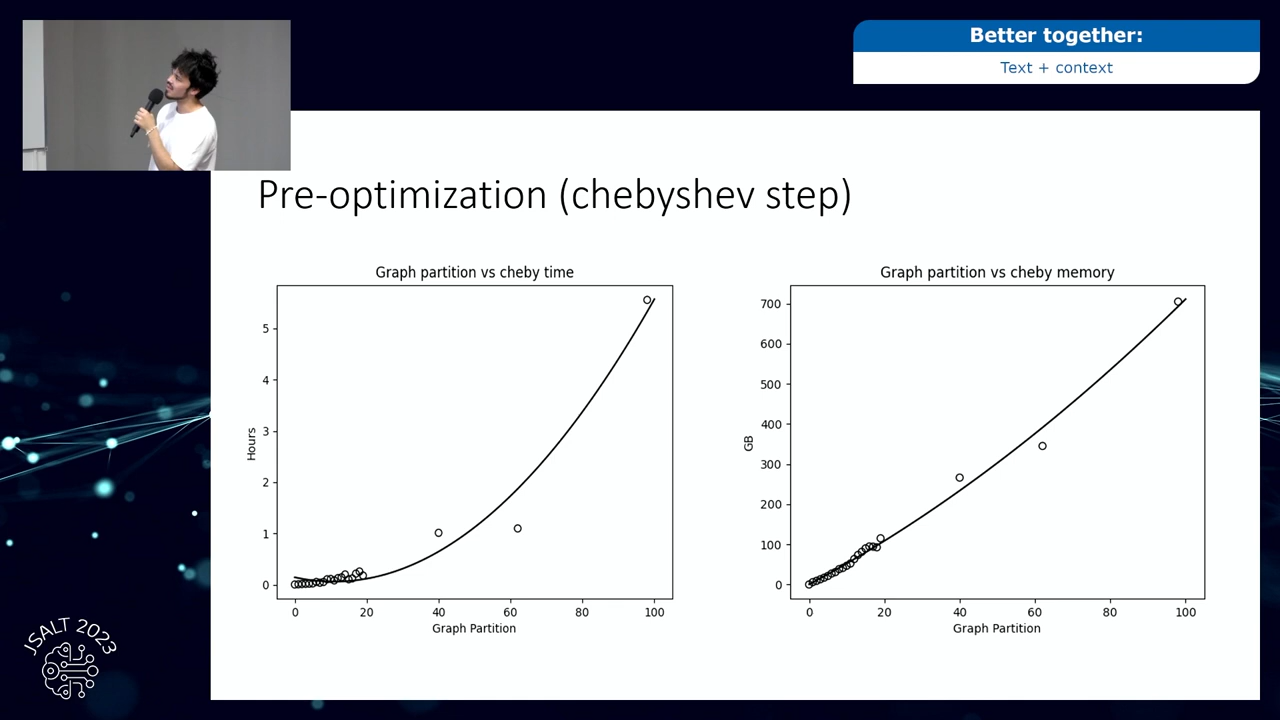 Better together:
Text + context
Pre-optimization (chebyshev step)
Graph partition vs cheby time
Hours
5
4
3
2
1
0
0 20 40 60 80 100
Graph Partition
Graph partition vs cheby memory
GB
700
600
500
400
300
200
100
0
0 20 40 60 80 100
Graph Partition
JSALT 2023